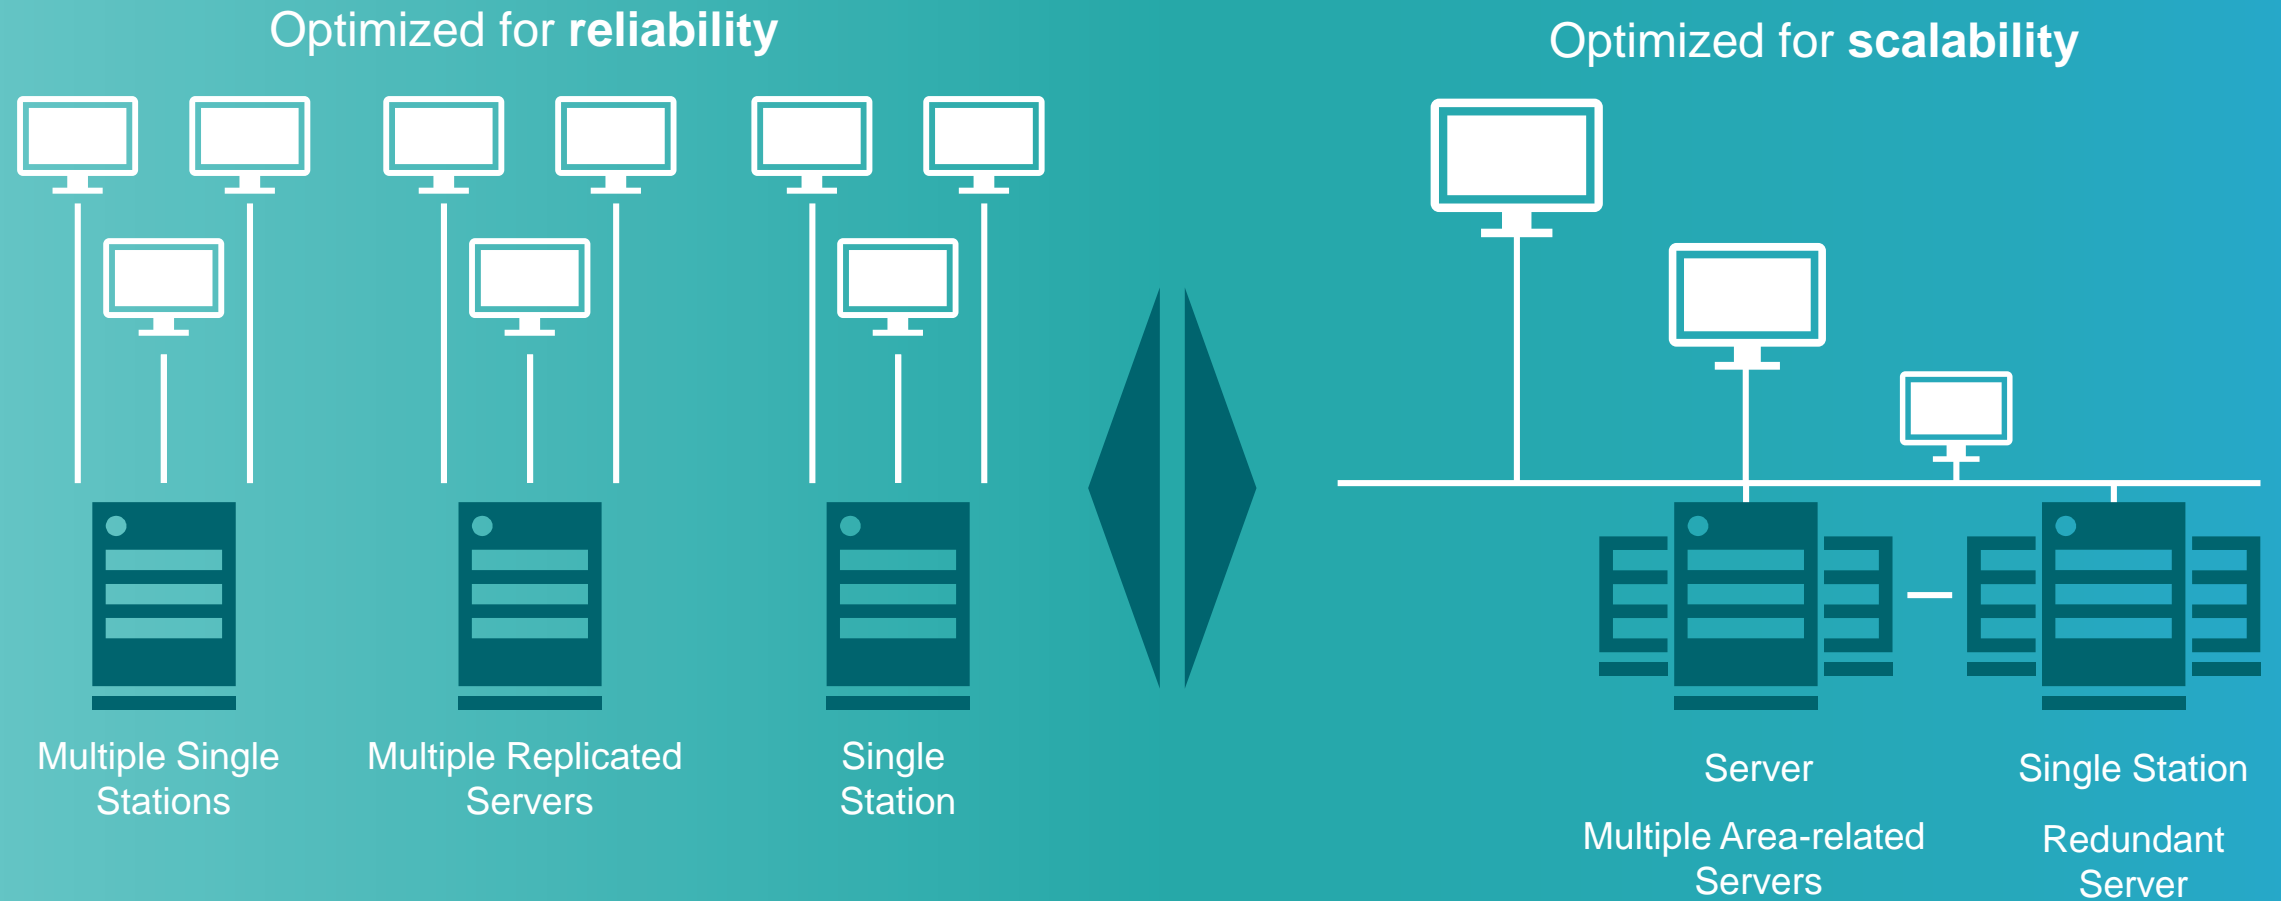 Optimized for reliability
Optimized for scalability
Multiple Single
Stations
Multiple Replicated
Servers
Single
Station
Server
Multiple Area-related
Servers
Single Station
Redundant
Server